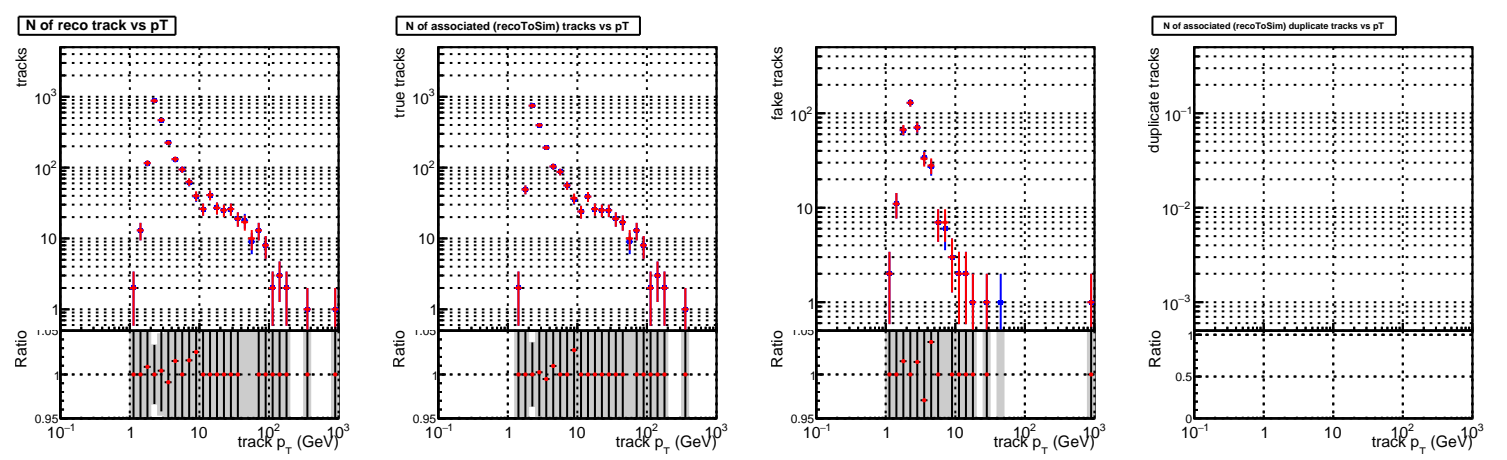 N of reco track vs pT
tracks
10³
10²
10
1
Ratio
1.05
1
0.95
10⁻¹ 1 10 10² 10³
track p_T (GeV)
N of associated (recoToSim) tracks vs pT
true tracks
10³
10²
10
1
Ratio
1.05
1
0.95
10⁻¹ 1 10 10² 10³
track p_T (GeV)
fake tracks
10²
10
1
Ratio
1.05
1
0.95
10⁻¹ 1 10 10² 10³
track p_T (GeV)
N of associated (recoToSim) duplicate tracks vs pT
duplicate tracks
10⁻¹
10⁻²
10⁻³
Ratio
1
0.5
0
10⁻¹ 1 10 10² 10³
track p_T (GeV)